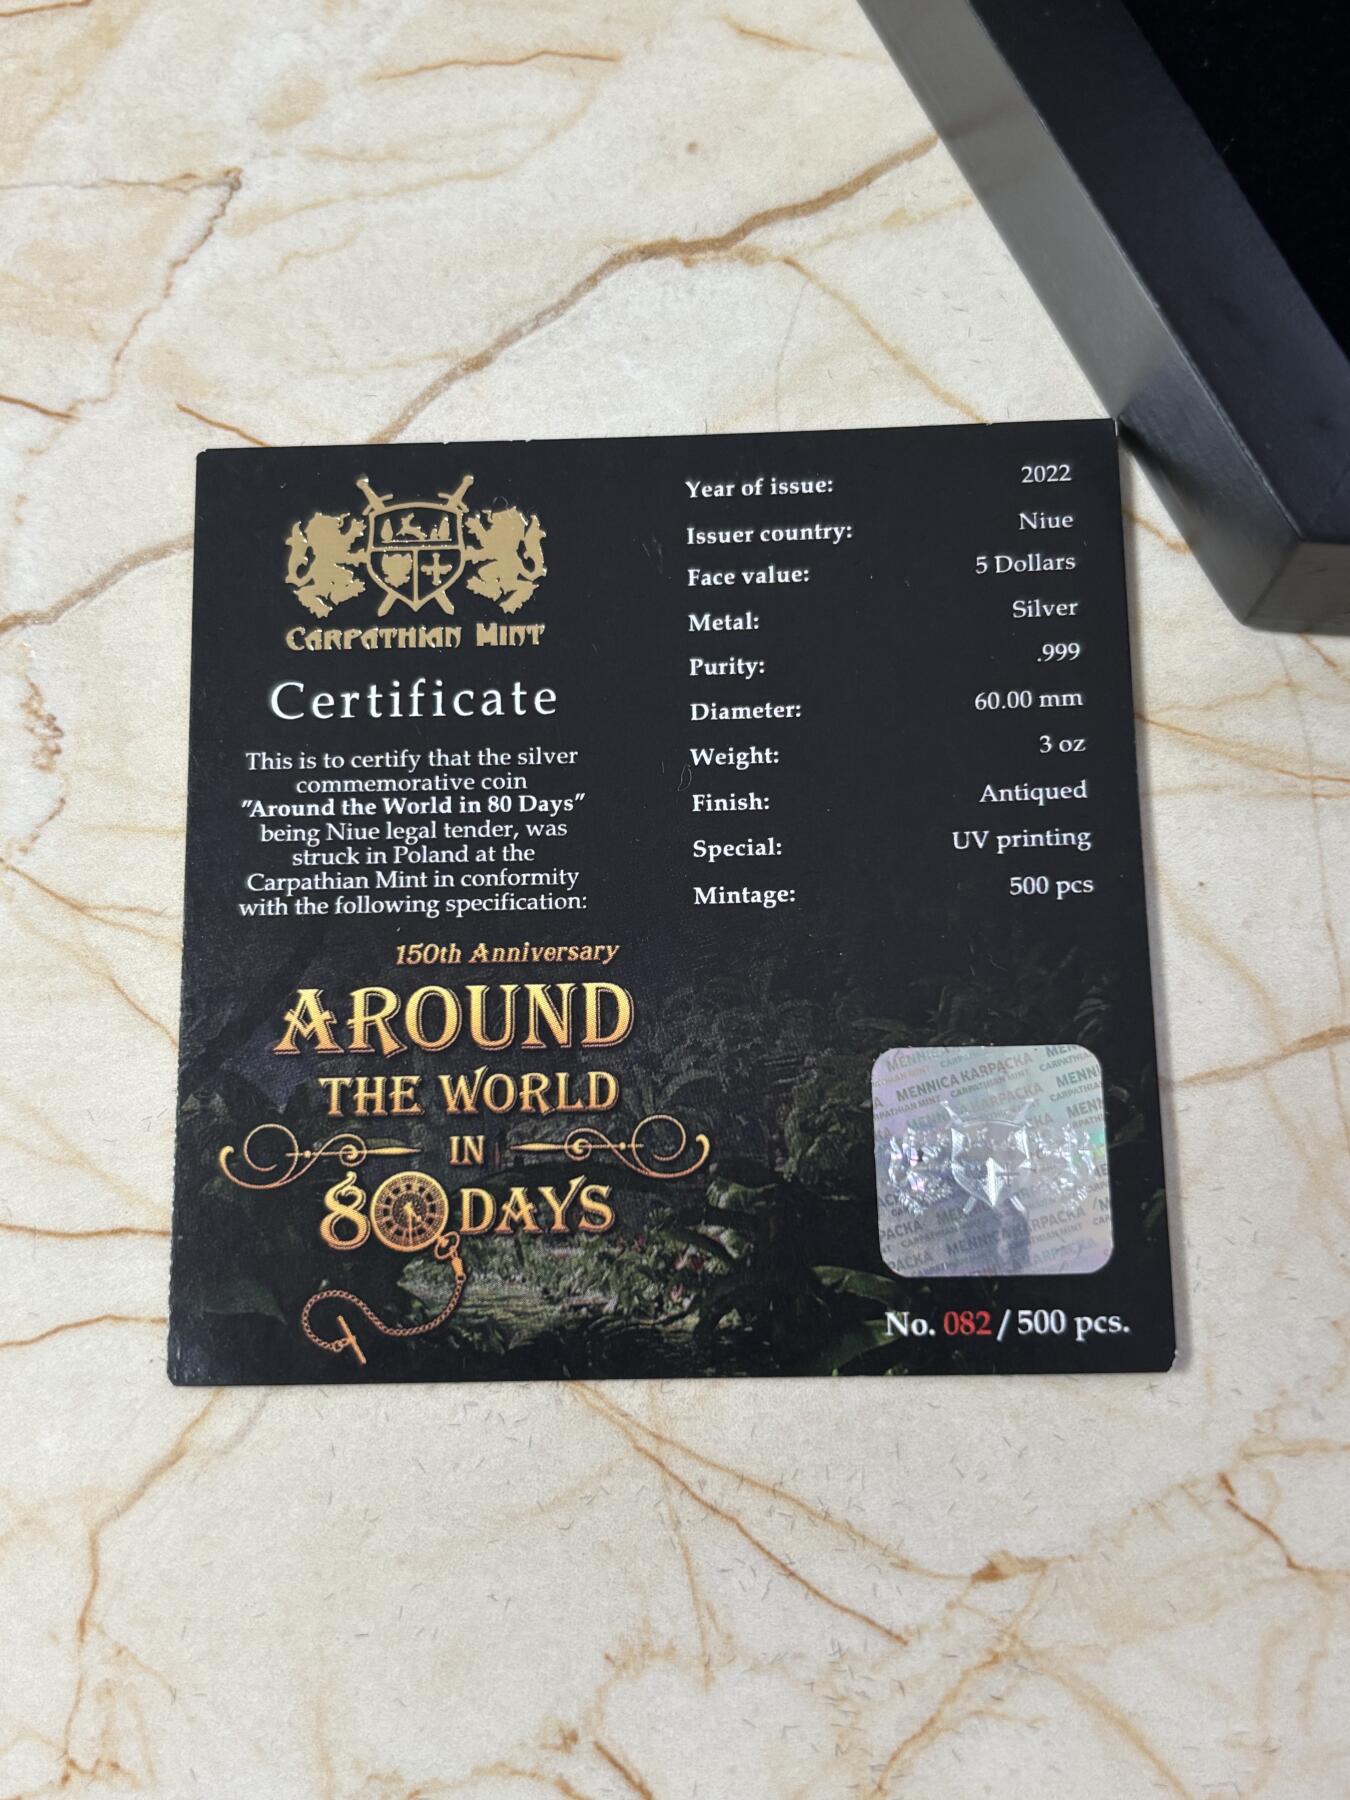 CARPATHIAN MINT
Certificate
This is to certify that the silver
commemorative coin
"Around the World in 80 Days"
being Niue legal tender, was
struck in Poland at the
Carpathian Mint in conformity
with the following specification:
Year of issue: 2022
Issuer country: Niue
Face value: 5 Dollars
Metal: Silver
Purity: .999
Diameter: 60.00 mm
Weight: 3 oz
Finish: Antiqued
Special: UV printing
Mintage: 500 pcs
150th Anniversary
AROUND
THE WORLD
IN
80 DAYS
MENNICA KARPACKA
CARPATHIAN MINT
No. 082 / 500 pcs.